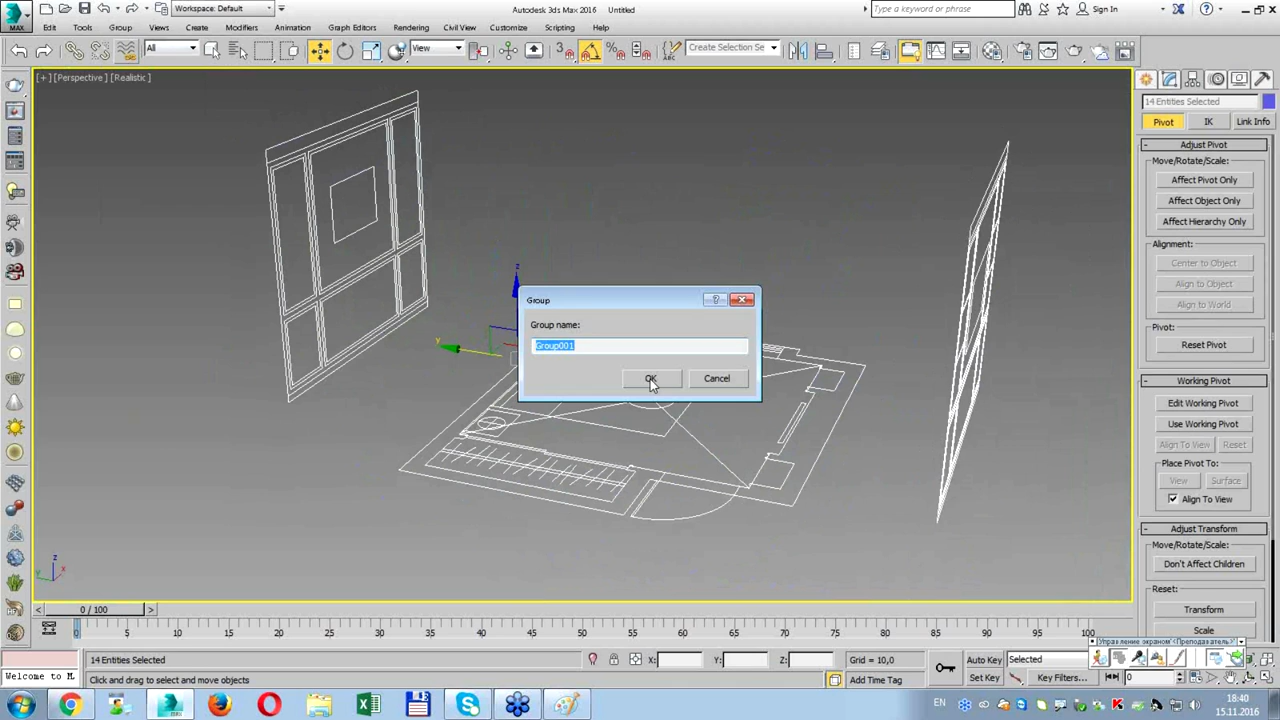 MAX
Workspace: Default
Autodesk 3ds Max 2016 Untitled
Type a keyword or phrase
Sign In
Edit Tools Group Views Create Modifiers Animation Graph Editors Rendering Civil View Customize Scripting Help
All
View
3
Create Selection Se
[ + ] [Perspective ] [Realistic ]
14 Entities Selected
Pivot IK Link Info
- Adjust Pivot
Move/Rotate/Scale:
Affect Pivot Only
Affect Object Only
Affect Hierarchy Only
Alignment:
Center to Object
Align to Object
Align to World
Pivot:
Reset Pivot
- Working Pivot
Edit Working Pivot
Use Working Pivot
Align To View Reset
Place Pivot To:
View Surface
Align To View
- Adjust Transform
Move/Rotate/Scale:
Don't Affect Children
Reset:
Transform
Scale
z
y
Group
?
Group name:
Group001
OK Cancel
z
y x
< 0 / 100 >
0 5 10 15 20 25 30 35 40 45 50 55 60 65 70 75 80 85 90 95 100
Управление экраном"<Преподаватель">
14 Entities Selected
X: Y: Z: Grid = 10,0
Auto Key Selected
Welcome to M
Click and drag to select and move objects
Add Time Tag
Set Key Key Filters...
0
EN
18:40
15.11.2016